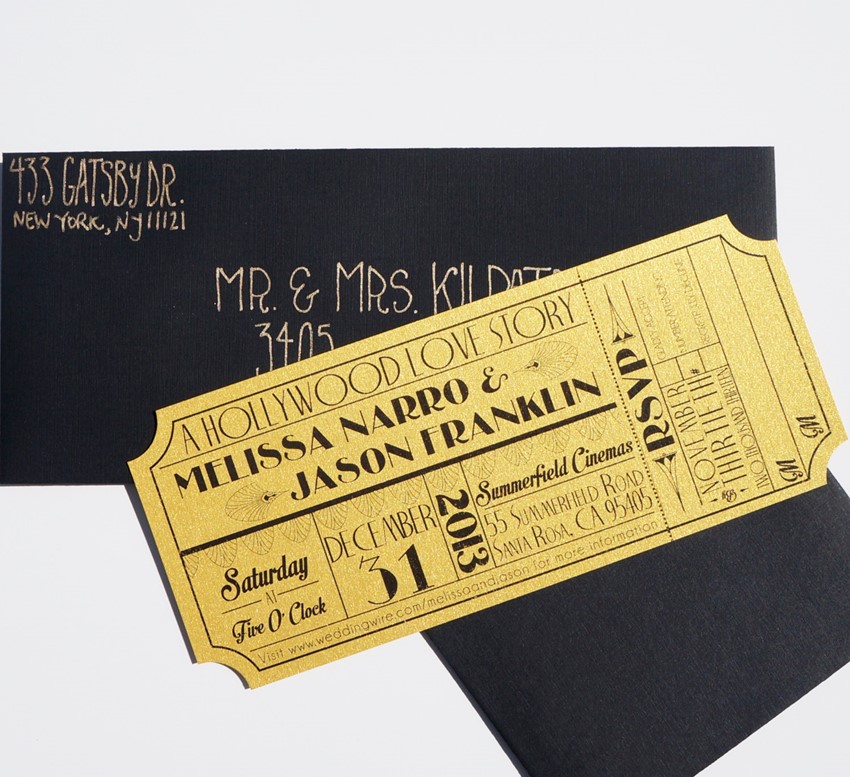 433 GATSBY DR.
NEW YORK, NY 11121
MR. & MRS.
3405
A HOLLYWOOD LOVE STORY
MELISSA NARRO &
JASON FRANKLIN
Saturday
AT
Five O' Clock
DECEMBER
31
2013
Summerfield Cinemas
55 SUMMERFIELD ROAD
SANTA ROSA, CA 95405
Visit www.weddingwire.com/melissaandjason for more information
RSVP
BY
NOVEMBER
THIRTIETH
TWO THOUSAND THIRTEEN
M
M